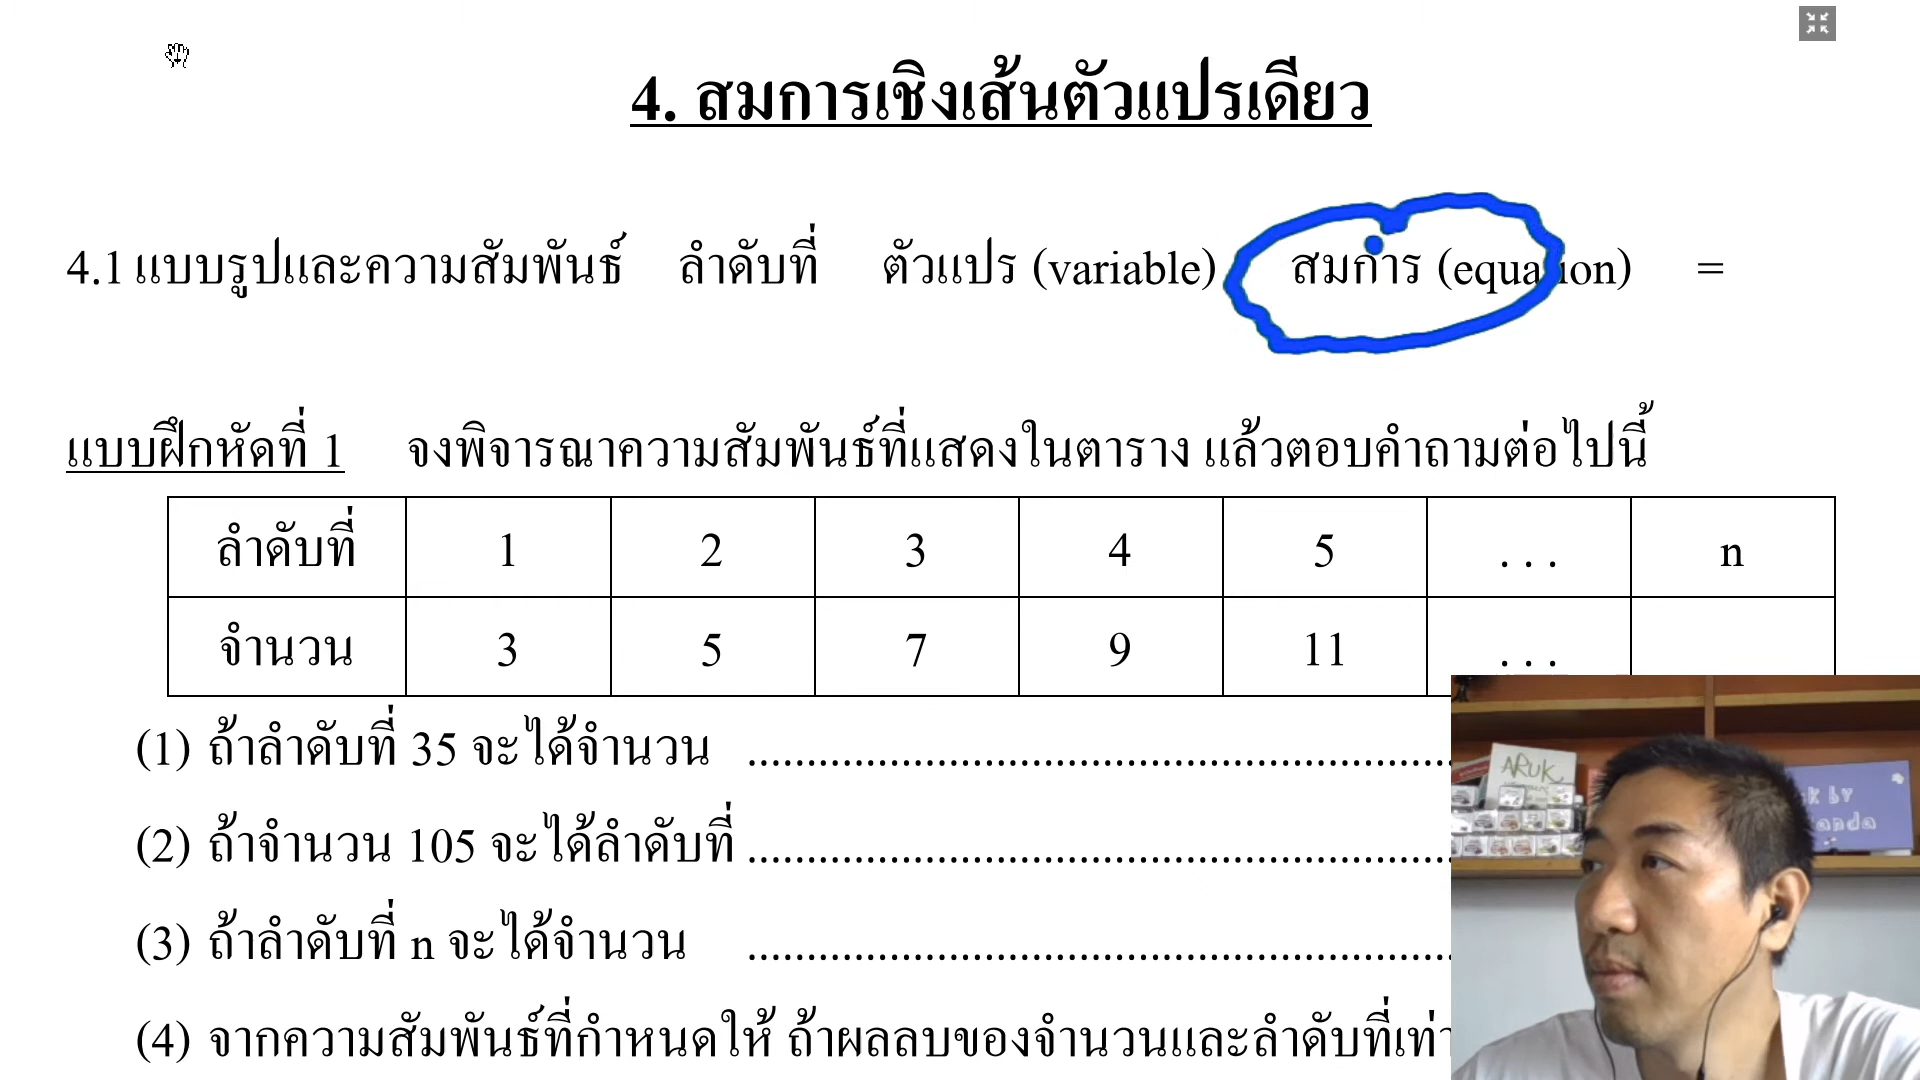 4. สมการเชิงเส้นตัวแปรเดียว
4.1 แบบรูปและความสัมพันธ์ ลำดับที่ ตัวแปร (variable) สมการ (equation) =
แบบฝึกหัดที่ 1 จงพิจารณาความสัมพันธ์ที่แสดงในตาราง แล้วตอบคำถามต่อไปนี้
ลำดับที่ 1 2 3 4 5 . . . n
จำนวน 3 5 7 9 11 . . .
(1) ถ้าลำดับที่ 35 จะได้จำนวน ............................................................
(2) ถ้าจำนวน 105 จะได้ลำดับที่ ............................................................
(3) ถ้าลำดับที่ n จะได้จำนวน ............................................................
(4) จากความสัมพันธ์ที่กำหนดให้ ถ้าผลลบของจำนวนและลำดับที่เท่า
ARUK